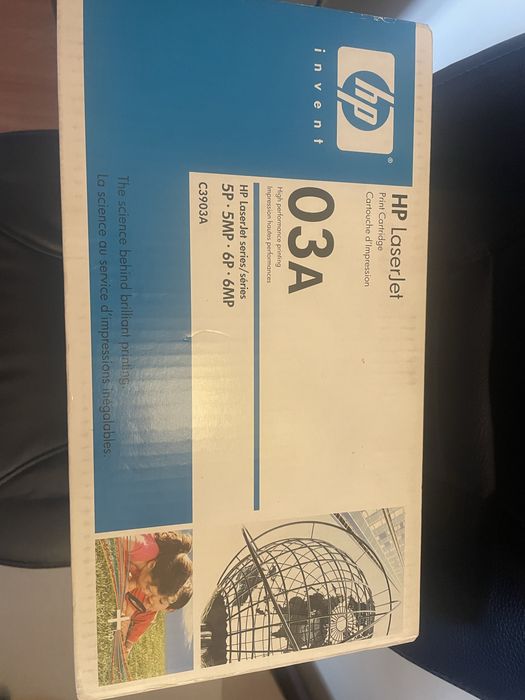 hp
®
invent
HP LaserJet
Print Cartridge
Cartouche d'Impression
03A
High performance printing
Impression hautes performances
HP LaserJet series/séries
5P · 5MP · 6P · 6MP
C3903A
The science behind brilliant printing.
La science au service d'impressions inégalables.